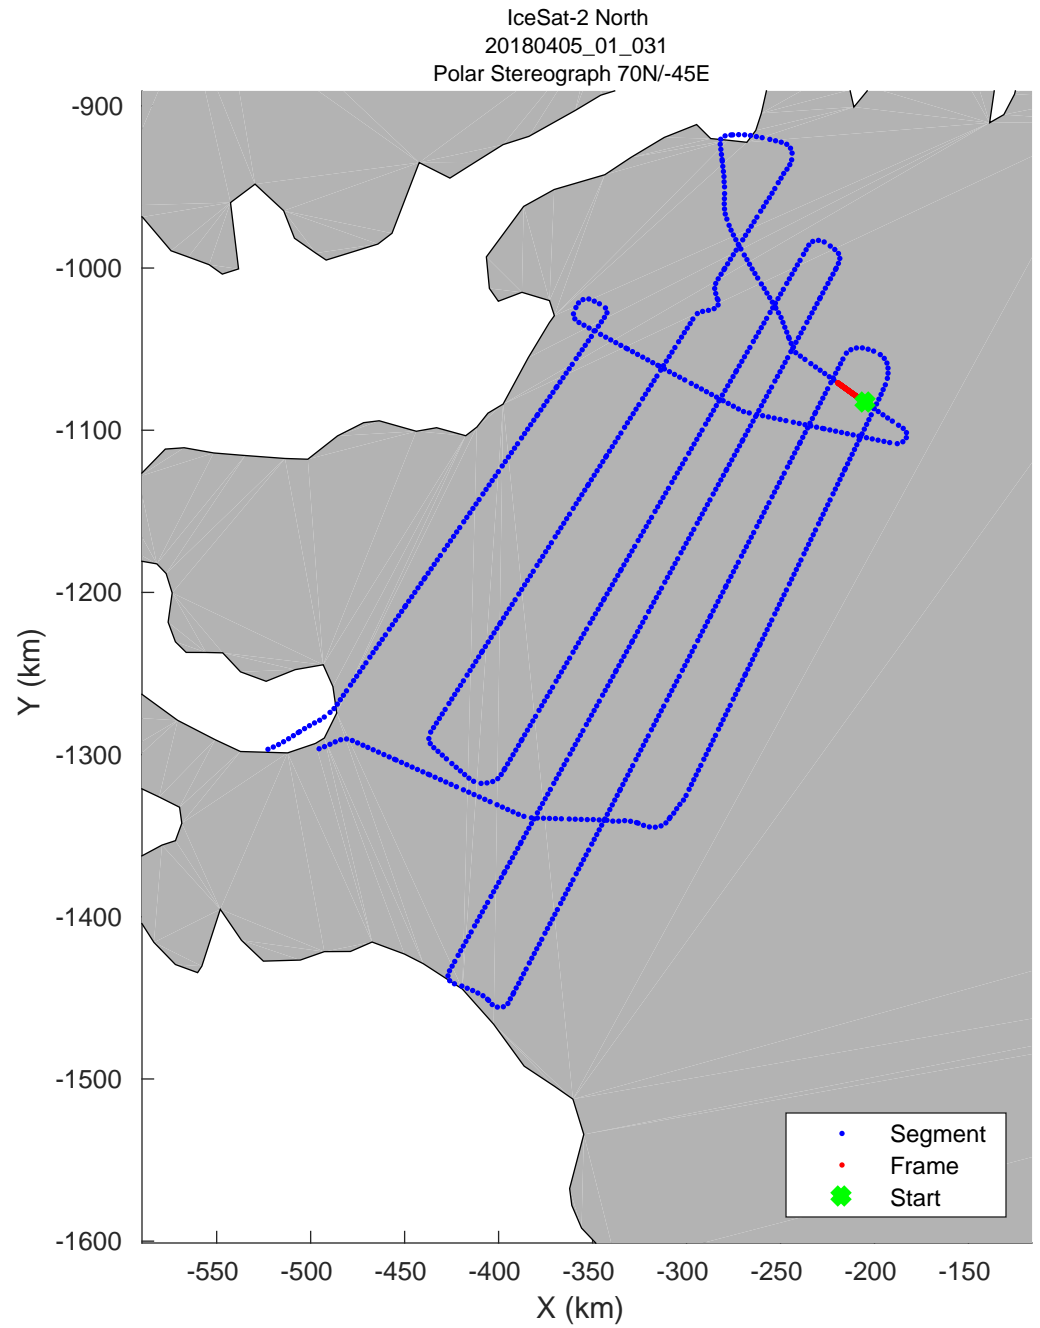 IceSat-2 North
20180405_01_031
Polar Stereograph 70N/-45E
-900
-1000
-1100
-1200
-1300
-1400
-1500
-1600
Y (km)
Segment
Frame
Start
-550 -500 -450 -400 -350 -300 -250 -200 -150
X (km)